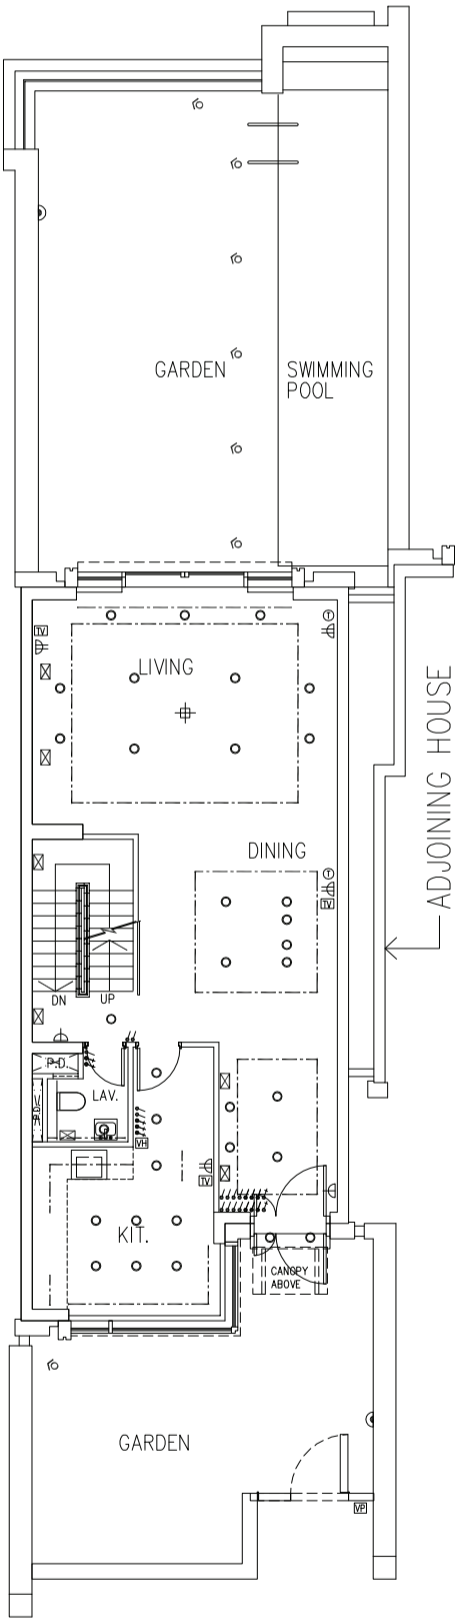 GARDEN
SWIMMING
POOL
TV
T
LIVING
ADJOINING HOUSE
DINING
T
TV
DN
UP
P.D.
LAV.
P.D.
VH
TV
KIT.
CANOPY
ABOVE
GARDEN
VP